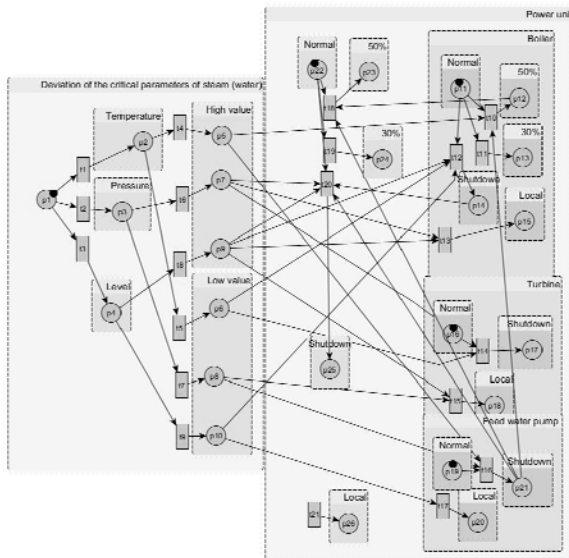 Power uni
Boiler
Normal
50%
Normal
50%
p22
p23
p11
p12
t18
t10
Deviation of the critical parameters of steam (water)
High value
Temperature
t4
p5
p2
t1
t19
30%
p24
t12
t11
30%
p13
t20
Shutdown
p14
Local
p15
p1
t2
Pressure
p3
t6
p7
t3
t13
t8
p9
Level
p4
Low value
t5
p6
Turbine
Normal
p16
Shutdown
t14
p17
Shutdown
p25
t7
p8
t15
Local
p18
Feed water pump
t9
p10
Normal
p19
t16
Shutdown
p21
t17
Local
p20
t21
Local
p26